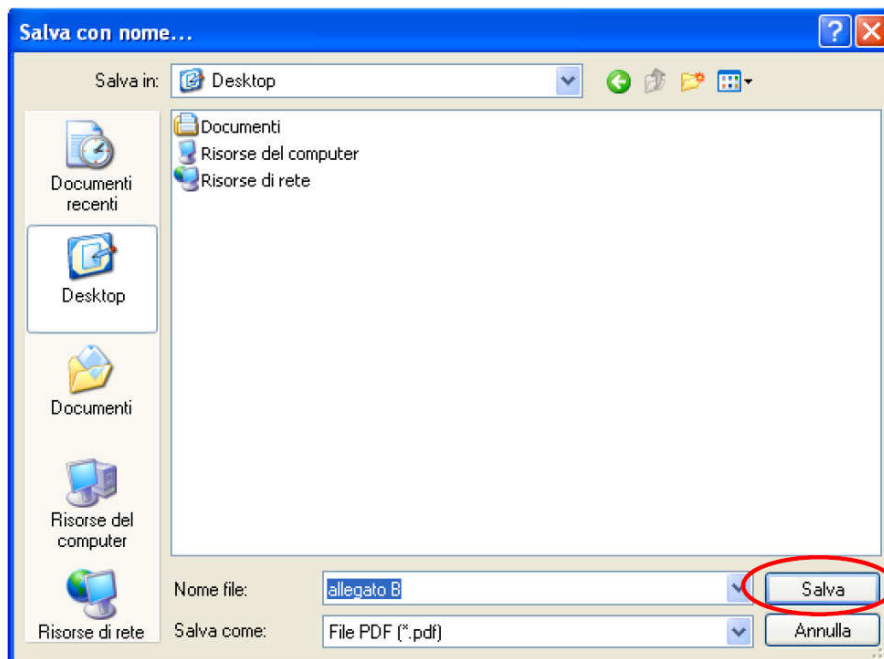 Salva con nome...
Salva in:
Desktop
Documenti recenti
Desktop
Documenti
Risorse del computer
Risorse di rete
Documenti
Risorse del computer
Risorse di rete
Nome file:
allegato B
Salva
Salva come:
File PDF (*.pdf)
Annulla